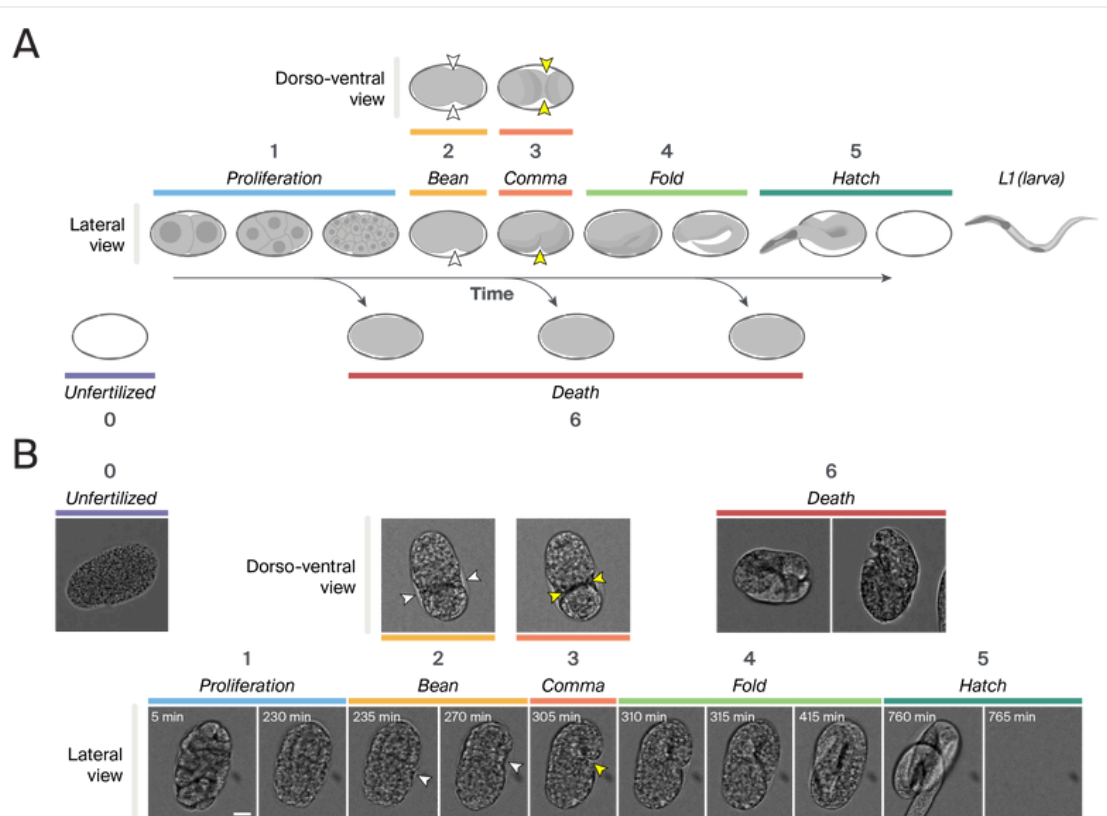 A
Dorso-ventral
view
1 2 3 4 5
Proliferation Bean Comma Fold Hatch L1 (larva)
Lateral
view
Time
Unfertilized Death
0 6
B
0 6
Unfertilized Death
Dorso-ventral
view
1 2 3 4 5
Proliferation Bean Comma Fold Hatch
5 min 230 min 235 min 270 min 305 min 310 min 315 min 415 min 760 min 765 min
Lateral
view